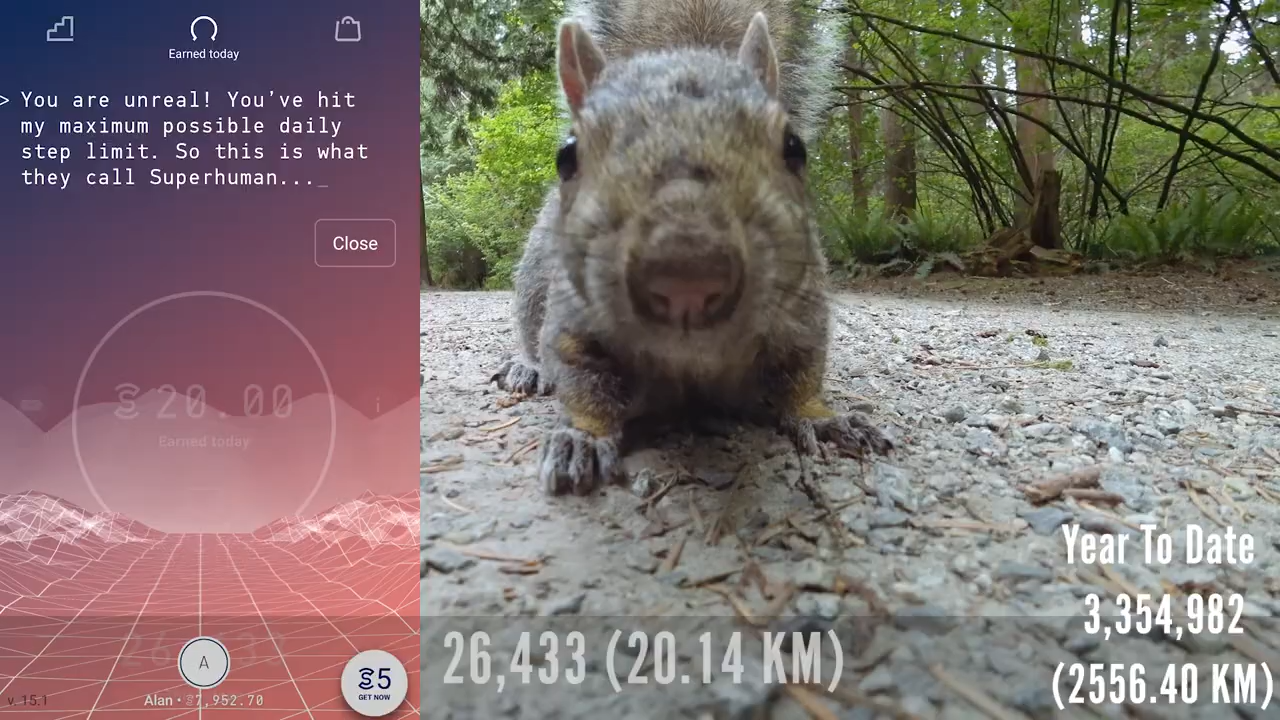 Earned today
> You are unreal! You've hit
my maximum possible daily
step limit. So this is what
they call Superhuman..._
Close
20.00
Earned today
i
A
5
GET NOW
v. 15.1
Alan • 7,952.70
26,433 (20.14 KM)
Year To Date
3,354,982
(2556.40 KM)